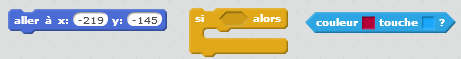 aller à x: -219 y: -145
si alors
couleur touche ?